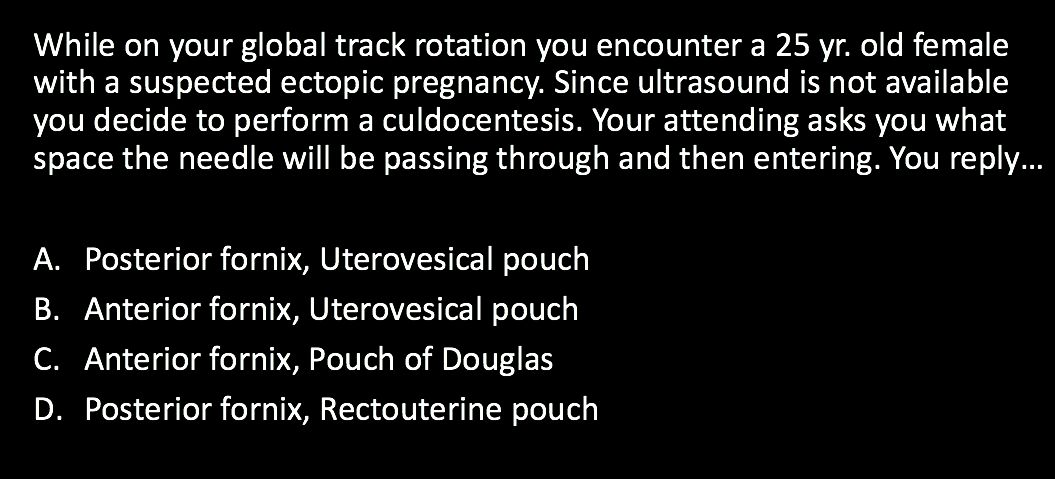 While on your global track rotation you encounter a 25 yr. old female
with a suspected ectopic pregnancy. Since ultrasound is not available
you decide to perform a culdocentesis. Your attending asks you what
space the needle will be passing through and then entering. You reply...
A. Posterior fornix, Uterovesical pouch
B. Anterior fornix, Uterovesical pouch
C. Anterior fornix, Pouch of Douglas
D. Posterior fornix, Rectouterine pouch